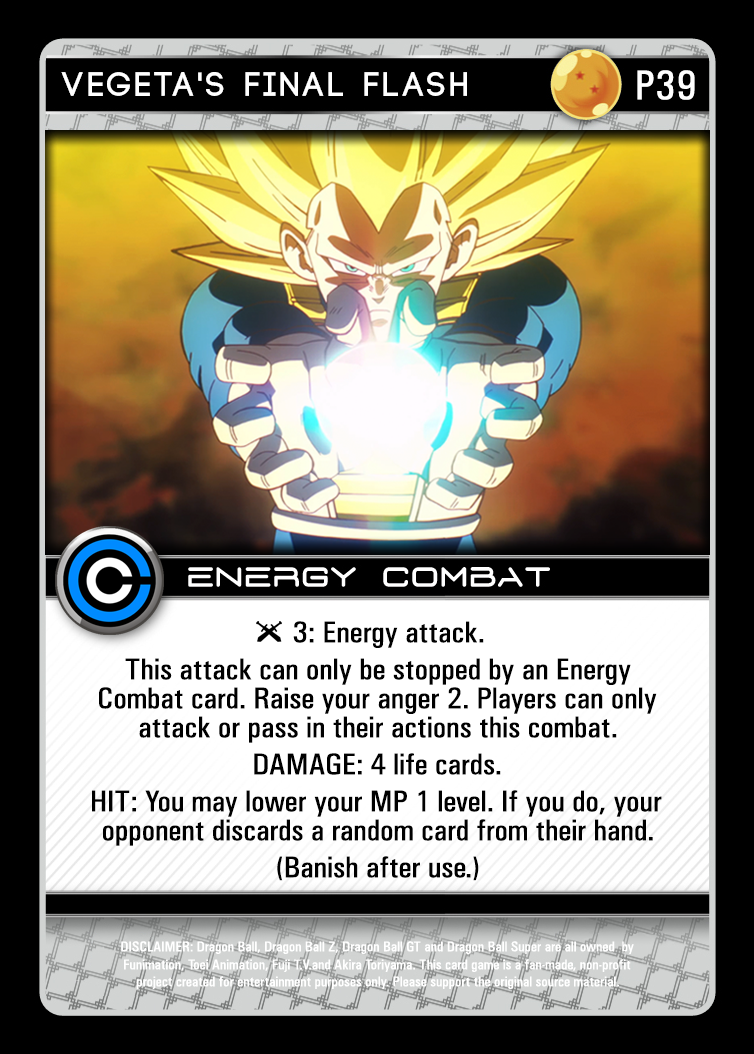 VEGETA'S FINAL FLASH
P39
ENERGY COMBAT
3: Energy attack.
This attack can only be stopped by an Energy
Combat card. Raise your anger 2. Players can only
attack or pass in their actions this combat.
DAMAGE: 4 life cards.
HIT: You may lower your MP 1 level. If you do, your
opponent discards a random card from their hand.
(Banish after use.)
DISCLAIMER: Dragon Ball, Dragon Ball Z, Dragon Ball GT and Dragon Ball Super are all owned by
Funimation, Toei Animation, Fuji T.V.and Akira Toriyama. This card game is a fan-made, non-profit
project created for entertainment purposes only. Please support the original source material.